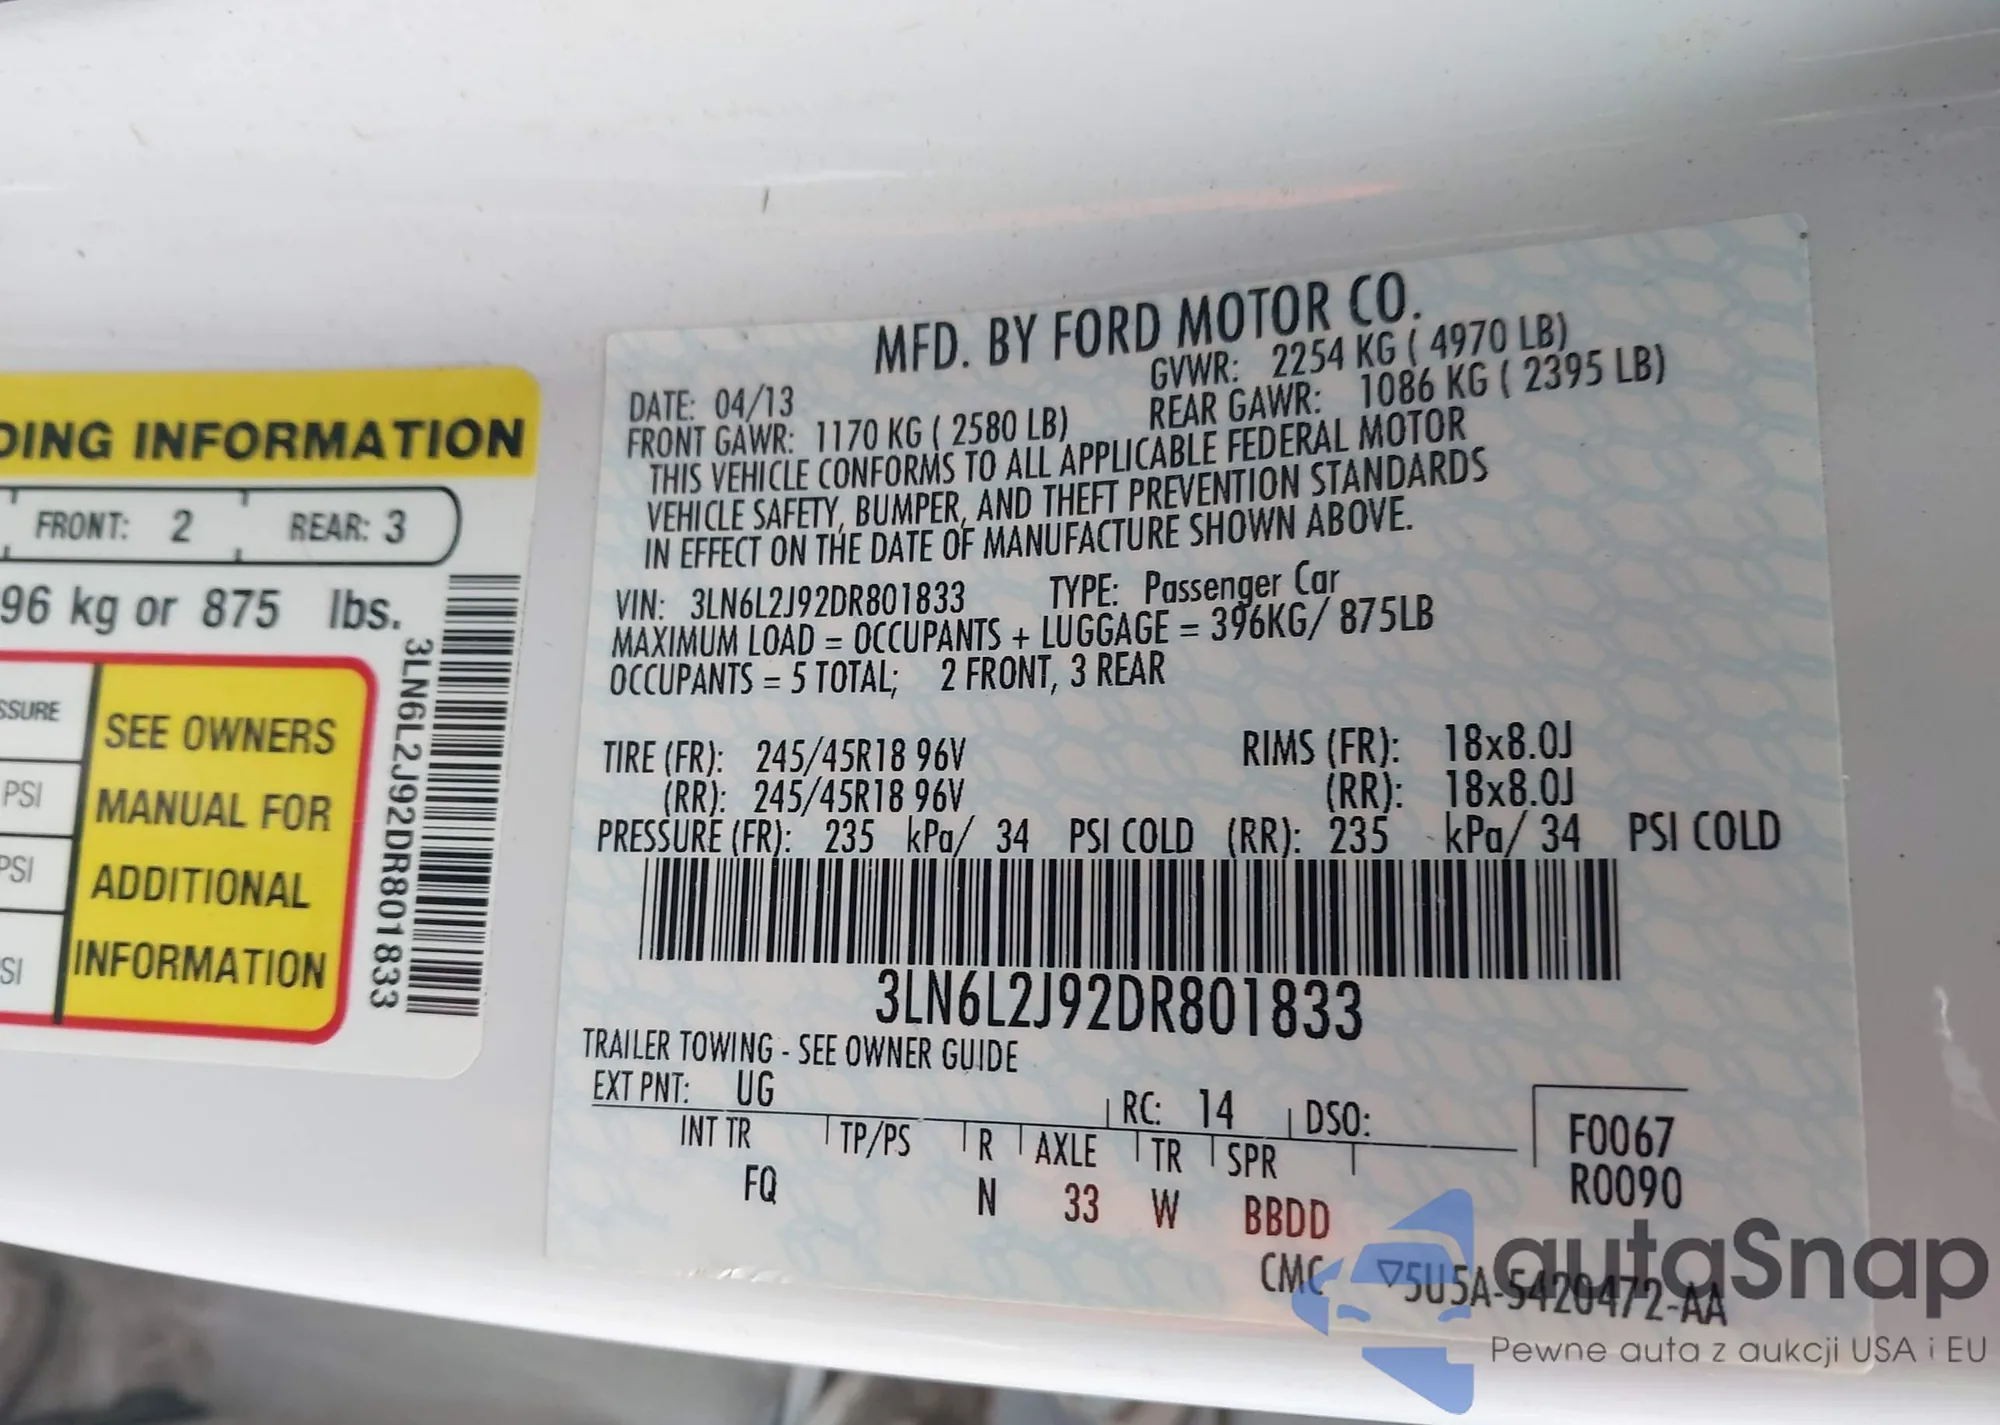 DING INFORMATION
FRONT: 2 REAR: 3
96 kg or 875 lbs.
SSURE
PSI
PSI
SI
SEE OWNERS
MANUAL FOR
ADDITIONAL
INFORMATION
3LN6L2J92DR801833
MFD. BY FORD MOTOR CO.
DATE: 04/13 GVWR: 2254 KG ( 4970 LB)
FRONT GAWR: 1170 KG ( 2580 LB) REAR GAWR: 1086 KG ( 2395 LB)
THIS VEHICLE CONFORMS TO ALL APPLICABLE FEDERAL MOTOR
VEHICLE SAFETY, BUMPER, AND THEFT PREVENTION STANDARDS
IN EFFECT ON THE DATE OF MANUFACTURE SHOWN ABOVE.
VIN: 3LN6L2J92DR801833 TYPE: Passenger Car
MAXIMUM LOAD = OCCUPANTS + LUGGAGE = 396KG/ 875LB
OCCUPANTS = 5 TOTAL; 2 FRONT, 3 REAR
TIRE (FR): 245/45R18 96V RIMS (FR): 18x8.0J
(RR): 245/45R18 96V (RR): 18x8.0J
PRESSURE (FR): 235 kPa/ 34 PSI COLD (RR): 235 kPa/ 34 PSI COLD
3LN6L2J92DR801833
TRAILER TOWING - SEE OWNER GUIDE
EXT PNT: UG RC: 14 DSO:
INT TR TP/PS R AXLE TR SPR
FQ N 33 W BBDD
F0067
R0090
CMC ▽5U5A-5420472-AA
autaSnap
Pewne auta z aukcji USA i EU